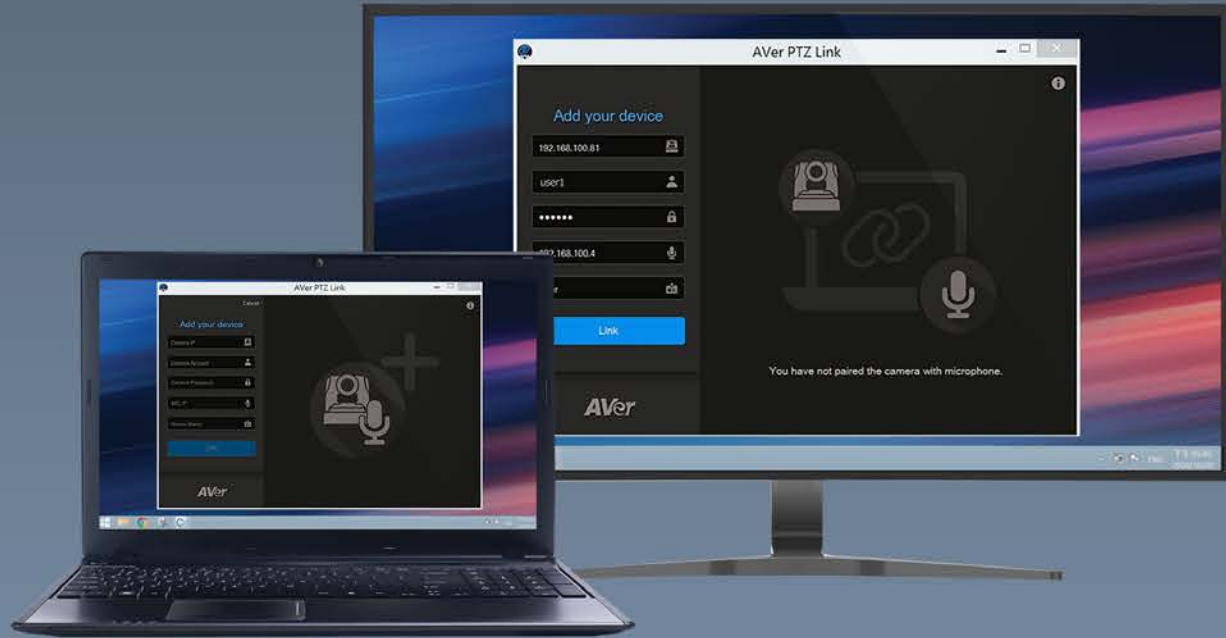 AVer PTZ Link
Add your device
192.168.100.81
user1
••••••
192.168.100.4
Link
You have not paired the camera with microphone.
AVer
AVer PTZ Link
Cancel
Add your device
Camera IP
Camera Account
Camera Password
MIC IP
Link
AVer